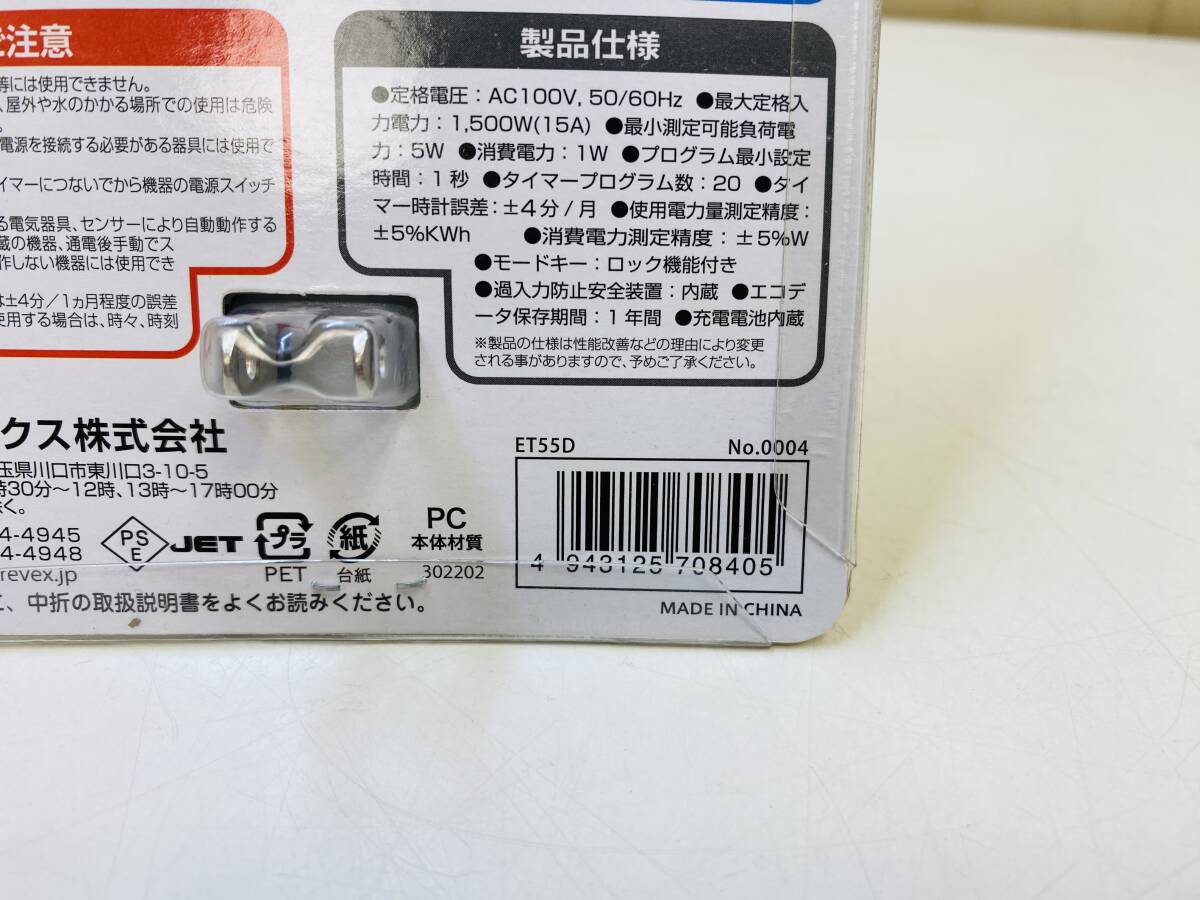 ご注意
等には使用できません。
、屋外や水のかかる場所での使用は危険
。
電源を接続する必要がある器具には使用で
イマーにつないでから機器の電源スイッチ
る電気器具、センサーにより自動動作する
蔵の機器、通電後手動でス
作しない機器には使用でき
は±4分／1ヵ月程度の誤差
使用する場合は、時々、時刻
製品仕様
●定格電圧：AC100V, 50/60Hz ●最大定格入
力電力：1,500W(15A) ●最小測定可能負荷電
力：5W ●消費電力：1W ●プログラム最小設定
時間：1秒 ●タイマープログラム数：20 ●タイ
マー時計誤差：±4分/月 ●使用電力量測定精度：
±5%KWh ●消費電力測定精度：±5%W
●モードキー：ロック機能付き
●過入力防止安全装置：内蔵 ●エコデ
ータ保存期間：1年間 ●充電電池内蔵
※製品の仕様は性能改善などの理由により変更
される事がありますので、予めご了承ください。
クス株式会社
玉県川口市東川口3-10-5
時30分〜12時、13時〜17時00分
く。
4-4945
4-4948
revex.jp
PS
E
JET
プラ
PET
紙
台紙
PC
本体材質
302202
ET55D No.0004
4 943125 708405
MADE IN CHINA
に、中折の取扱説明書をよくお読みください。